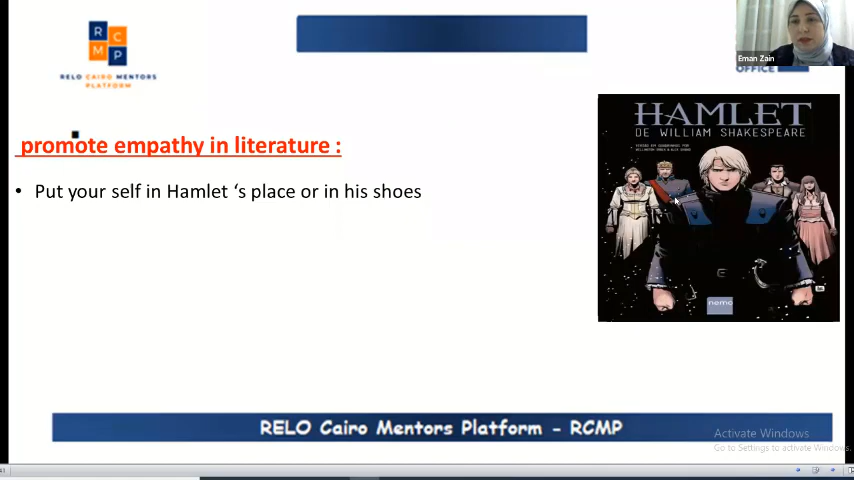 R C
M P
RELO CAIRO MENTORS
PLATFORM
Eman Zain
OFFICE
promote empathy in literature :
• Put your self in Hamlet ‘s place or in his shoes
HAMLET
DE WILLIAM SHAKESPEARE
nemo
RELO Cairo Mentors Platform - RCMP
Activate Windows
Go to Settings to activate Windows.